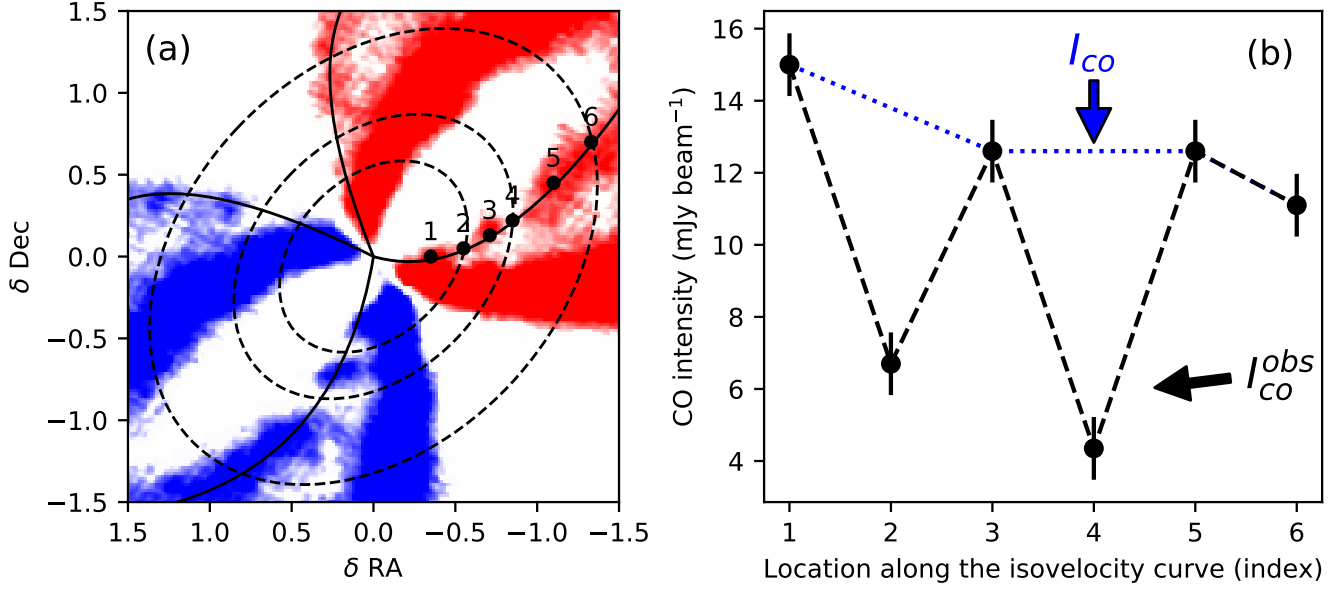 (a)
1.5
1.0
0.5
0.0
−0.5
−1.0
−1.5
δ Dec
1 2 3 4 5 6
1.5 1.0 0.5 0.0 −0.5 −1.0 −1.5
δ RA
(b)
16
14
12
10
8
6
4
CO intensity (mJy beam⁻¹)
I_co
I_co^obs
1 2 3 4 5 6
Location along the isovelocity curve (index)